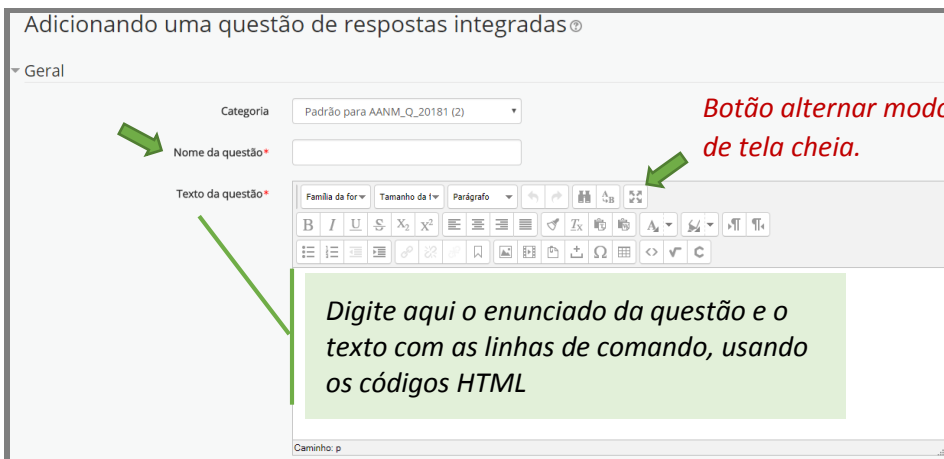 Adicionando uma questão de respostas integradas
Geral
Categoria
Padrão para AANM_Q_20181 (2)
Botão alternar modo
de tela cheia.
Nome da questão*
Texto da questão*
Família da for
Tamanho da f
Parágrafo
Digite aqui o enunciado da questão e o
texto com as linhas de comando, usando
os códigos HTML
Caminho: p